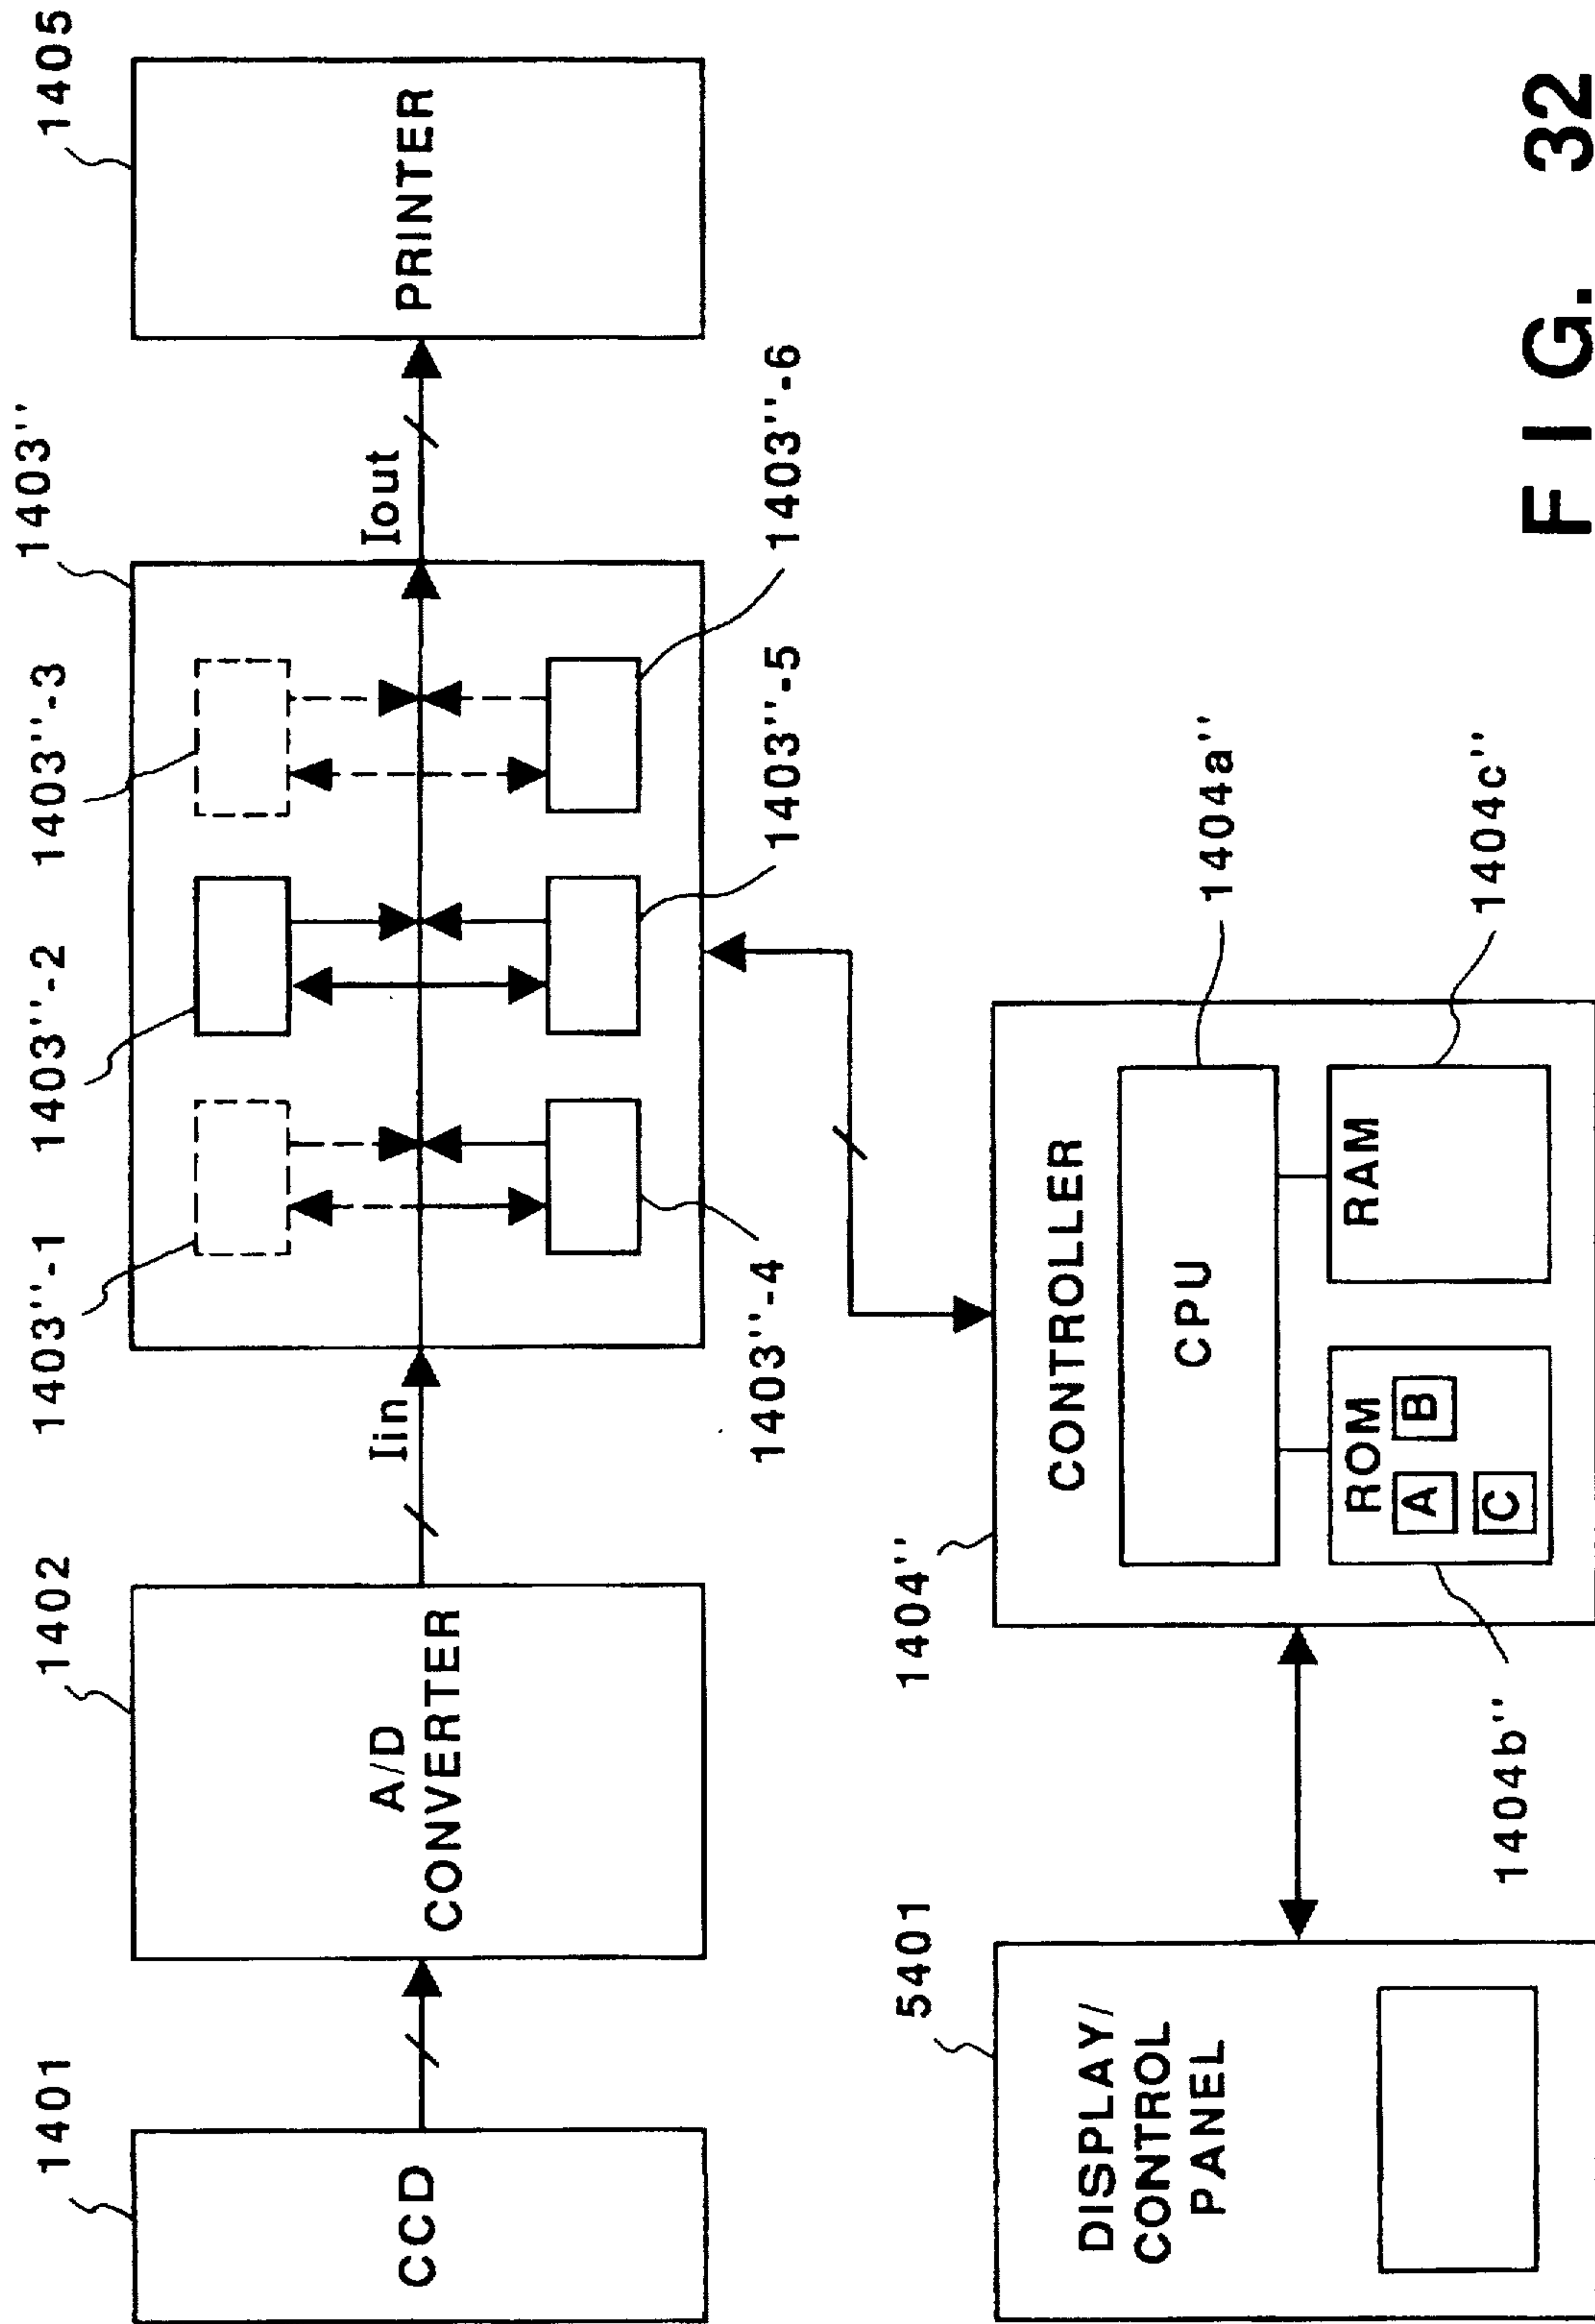 1401
1402
1403''
1405
CCD
A/D
CONVERTER
Iin
1403''-1
1403''-2
1403''-3
1403''-4
1403''-5
1403''-6
Iout
PRINTER
5401
DISPLAY/
CONTROL
PANEL
1404''
CONTROLLER
CPU
1404a''
ROM
A
B
C
1404b''
RAM
1404c''
FIG. 32